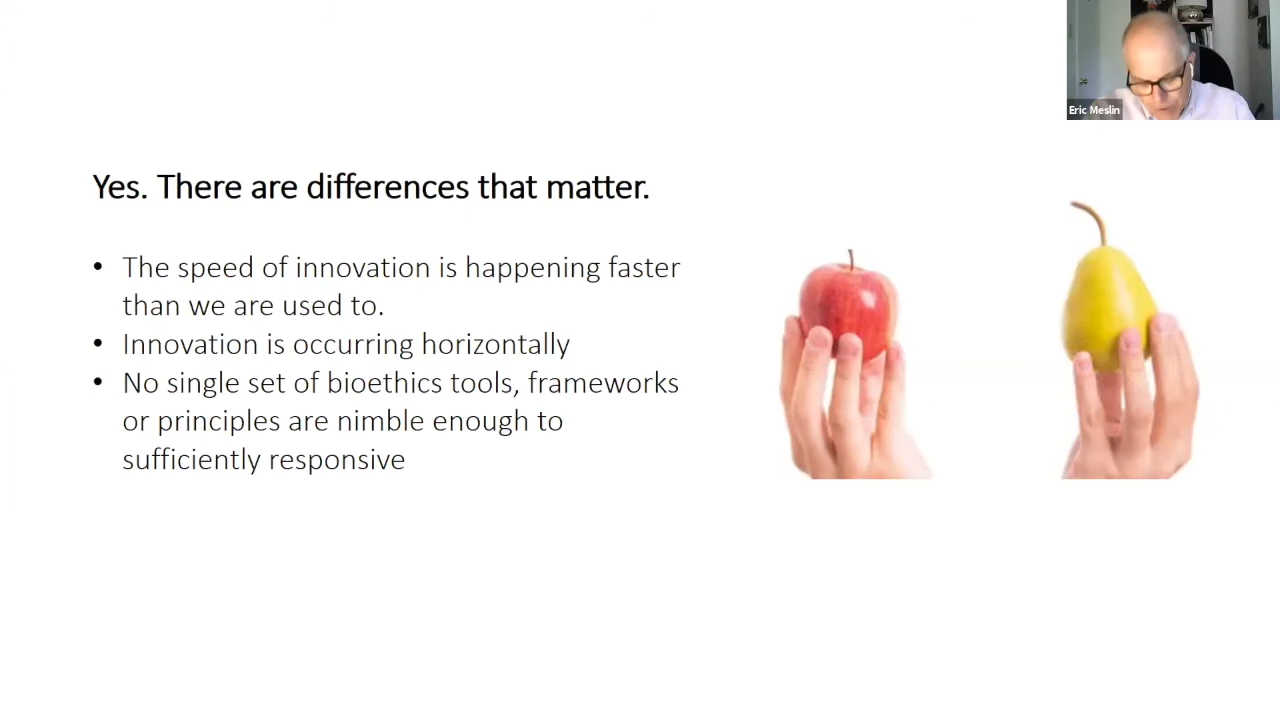 Eric Meslin
Yes. There are differences that matter.
• The speed of innovation is happening faster
than we are used to.
• Innovation is occurring horizontally
• No single set of bioethics tools, frameworks
or principles are nimble enough to
sufficiently responsive